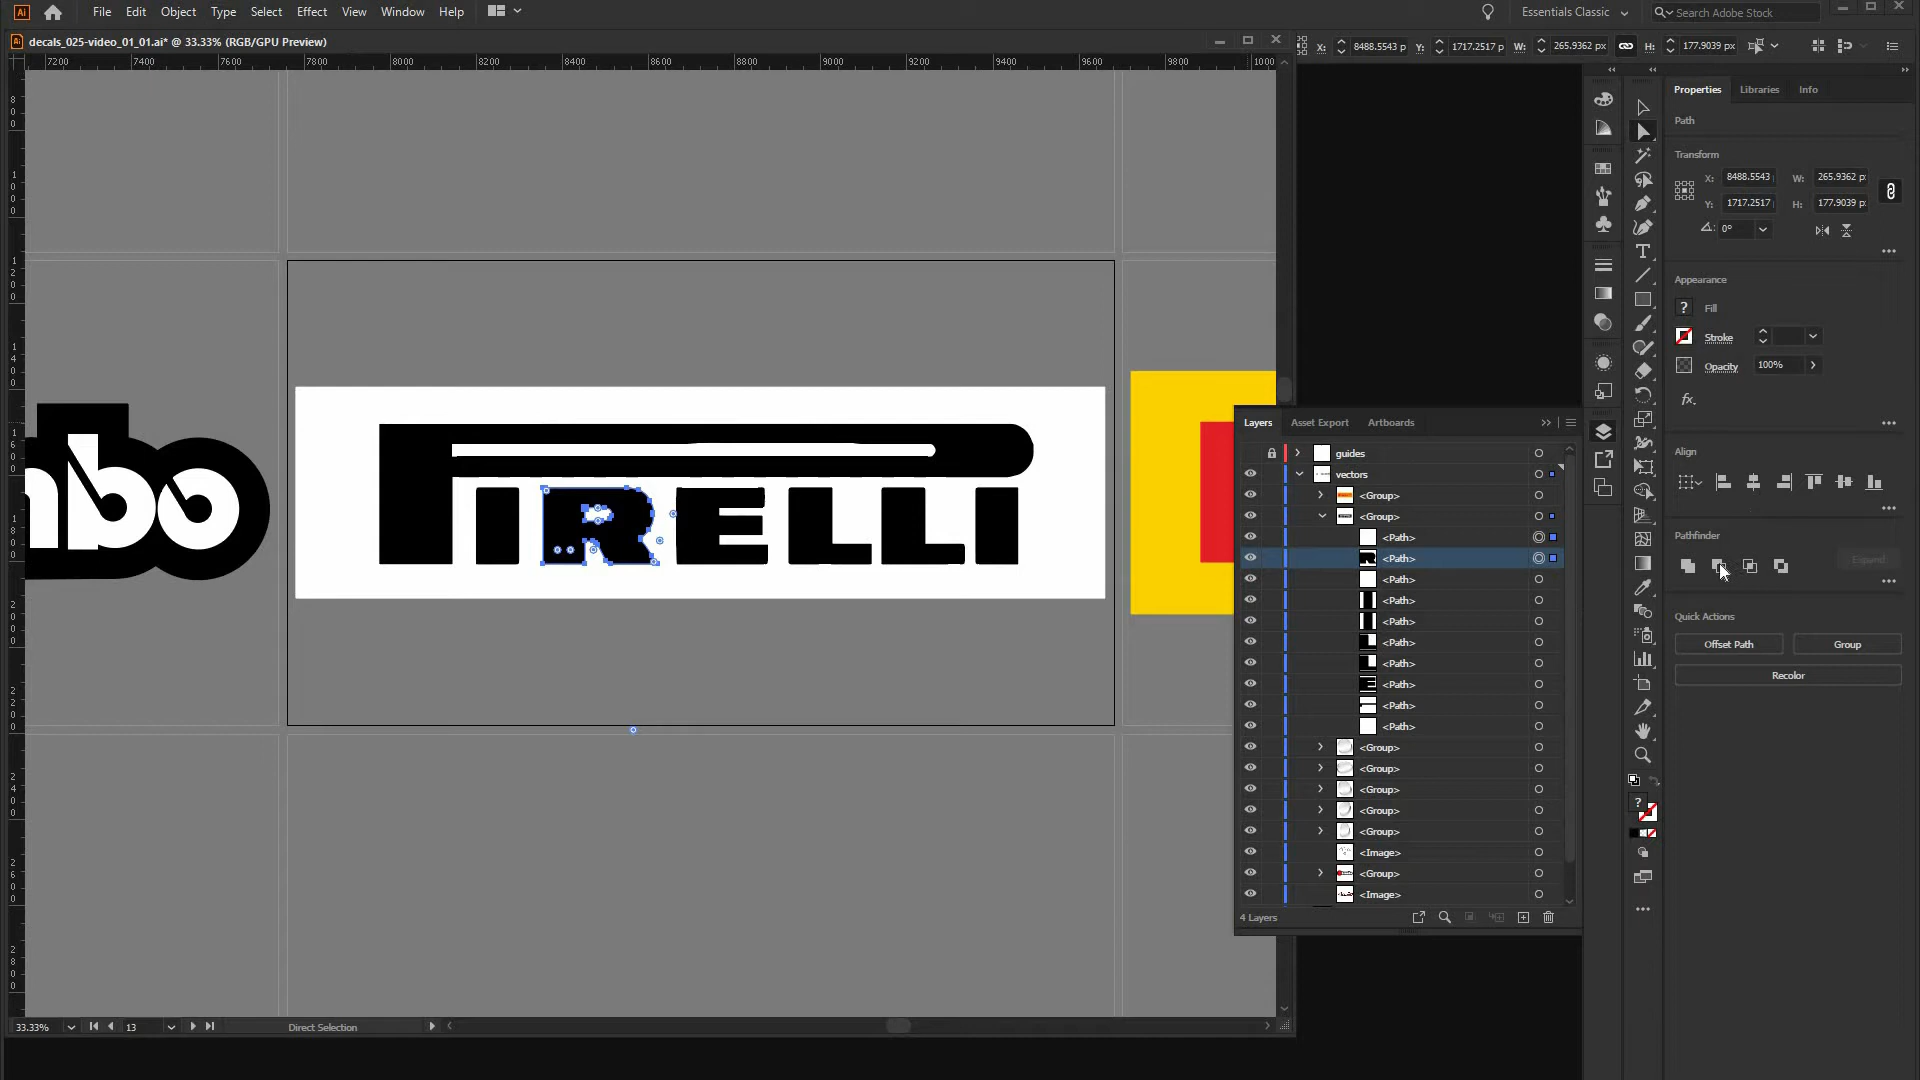 Ai File Edit Object Type Select Effect View Window Help Essentials Classic Search Adobe Stock
Ai decals_025-video_01_01.ai* @ 33.33% (RGB/GPU Preview)
X: 8488.5543 p Y: 1717.2517 p W: 265.9362 px H: 177.9039 px
7200 7400 7600 7800 8000 8200 8400 8600 8800 9000 9200 9400 9600 9800 1000
Properties Libraries Info
Path
Transform
X: 8488.5543 W: 265.9362 p
Y: 1717.2517 H: 177.9039 p
0°
Appearance
? Fill
Stroke
Opacity 100%
fx.
Align
Pathfinder
Expand
Quick Actions
Offset Path Group
Recolor
mbo
PIRELLI
Layers Asset Export Artboards
guides
vectors
<Group>
<Group>
<Path>
<Path>
<Path>
<Path>
<Path>
<Path>
<Path>
<Path>
<Path>
<Path>
<Group>
<Group>
<Group>
<Group>
<Group>
<Image>
<Group>
<Image>
4 Layers
33.33% 13 Direct Selection